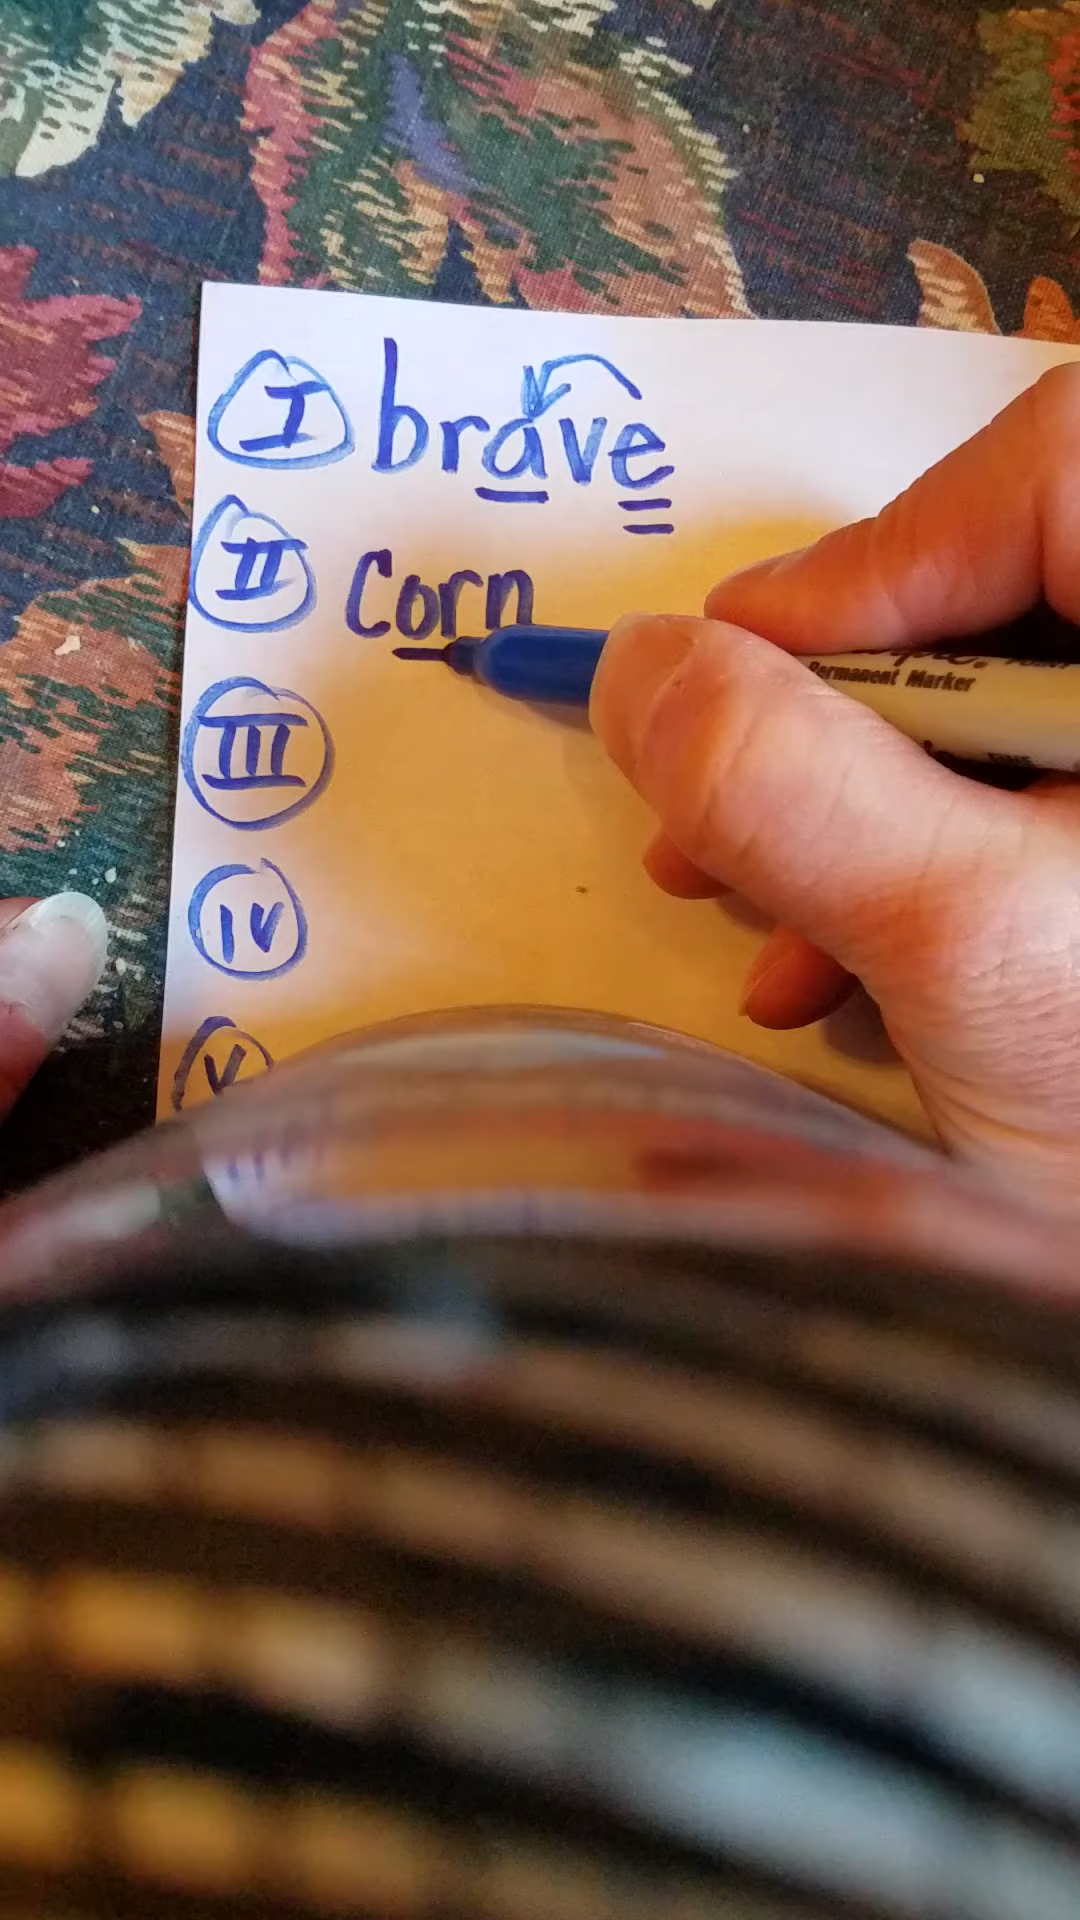 I brave
II Corn
Permanent Marker
III
IV
V